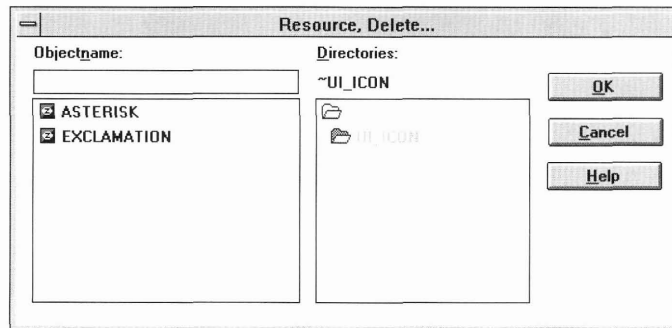 Resource, Delete...
Objectname:
Directories:
~UI_ICON
OK
ASTERISK
EXCLAMATION
UI_ICON
Cancel
Help